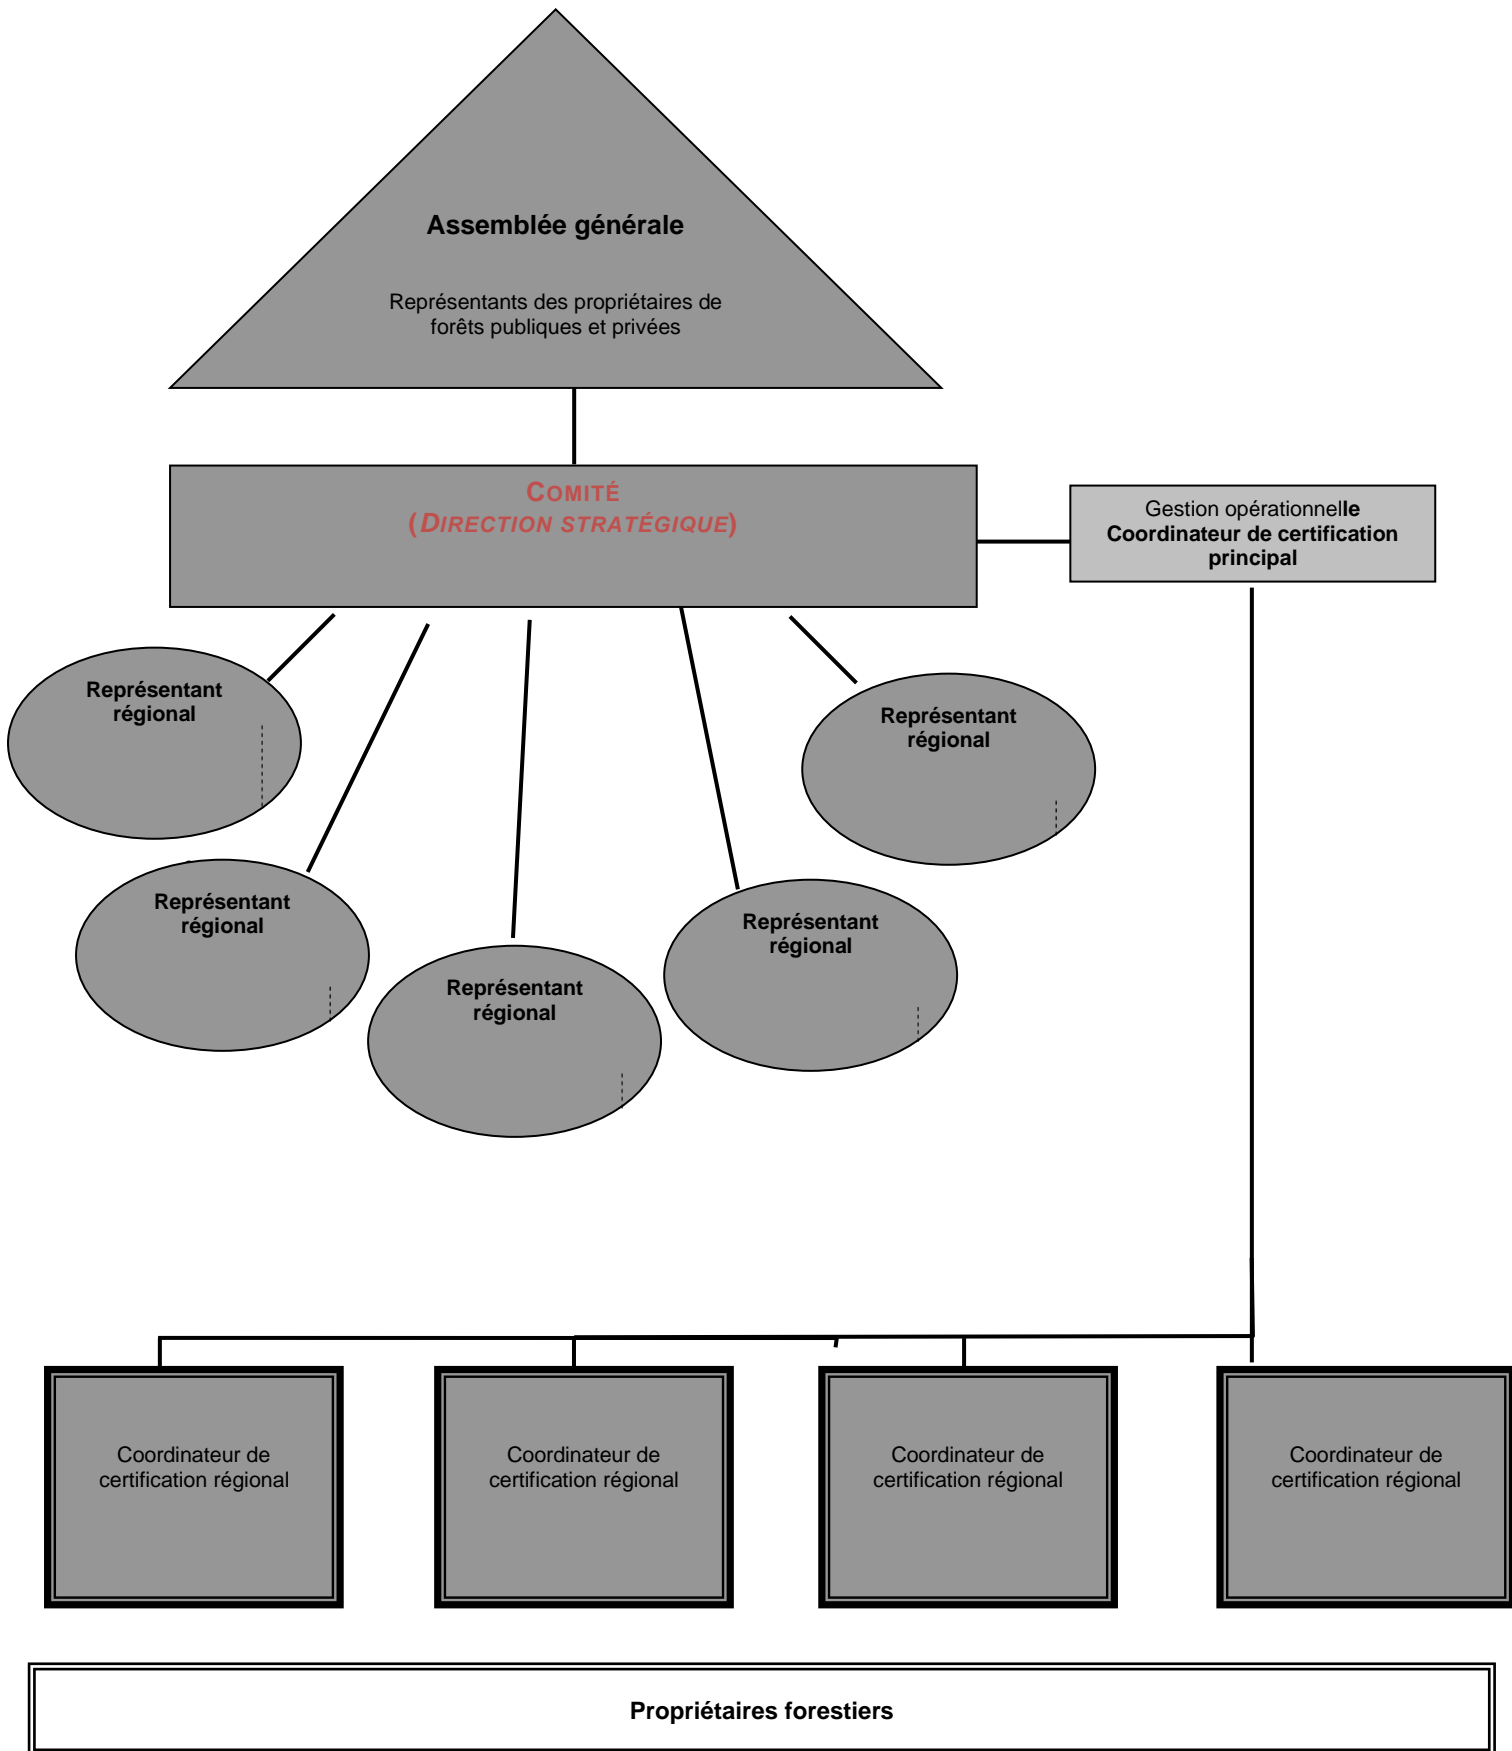 Assemblée générale
Représentants des propriétaires de
forêts publiques et privées
COMITÉ
(DIRECTION STRATÉGIQUE)
Gestion opérationnelle
Coordinateur de certification
principal
Représentant
régional
Représentant
régional
Représentant
régional
Représentant
régional
Représentant
régional
Coordinateur de
certification régional
Coordinateur de
certification régional
Coordinateur de
certification régional
Coordinateur de
certification régional
Propriétaires forestiers